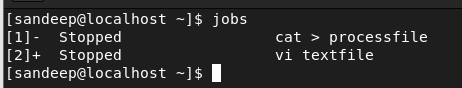 [sandeep@localhost ~]$ jobs
[1]-  Stopped                 cat > processfile
[2]+  Stopped                 vi textfile
[sandeep@localhost ~]$